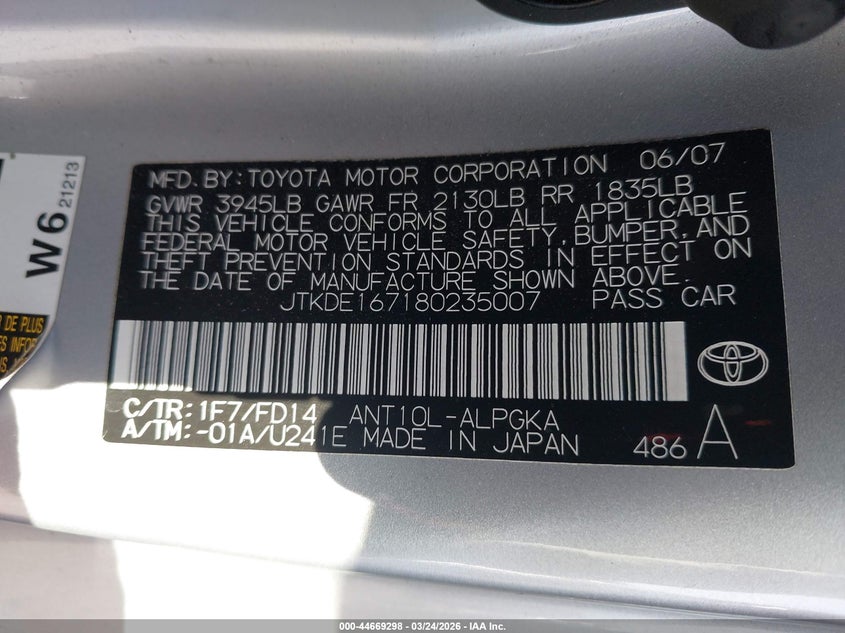 MFD.BY:TOYOTA MOTOR CORPORATION 06/07
GVWR 3945LB GAWR FR 2130LB RR 1835LB
THIS VEHICLE CONFORMS TO ALL APPLICABLE
FEDERAL MOTOR VEHICLE SAFETY,BUMPER,AND
THEFT PREVENTION STANDARDS IN EFFECT ON
THE DATE OF MANUFACTURE SHOWN ABOVE.
JTKDE167180235007 PASS CAR
C/TR:1F7/FD14 ANT10L-ALPGKA
A/TM:-01A/U241E MADE IN JAPAN
486 A
W6 21213
DE PLUS
000-44669298 - 03/24/2026 - IAA Inc.